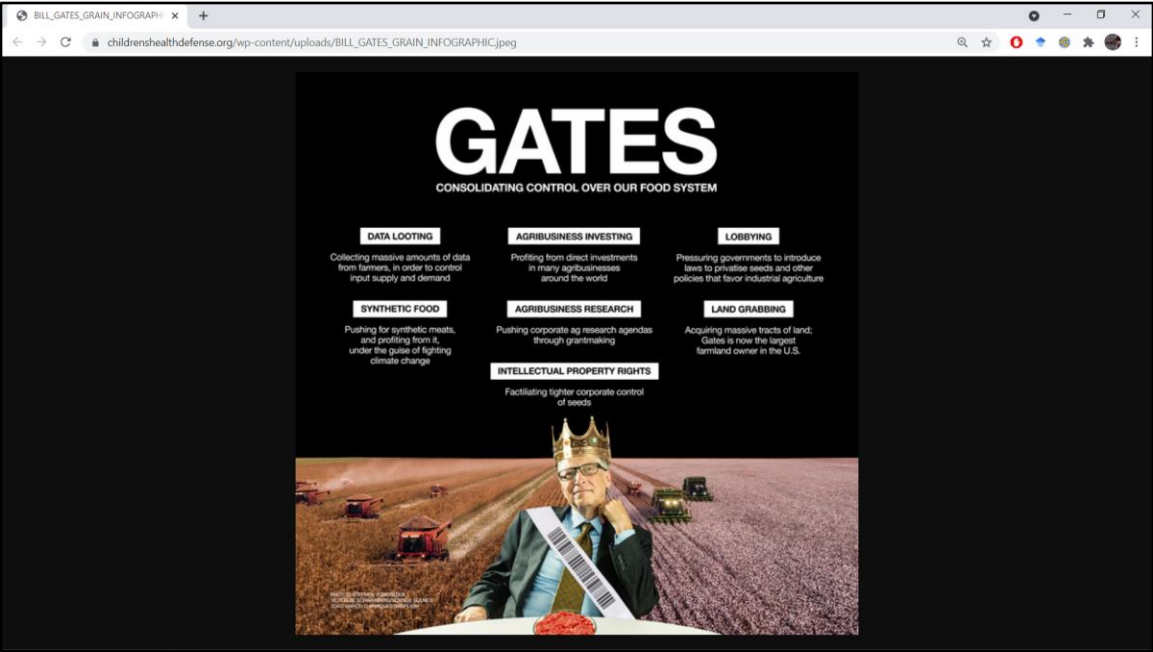 BILL_GATES_GRAIN_INFOGRAPHI
childrenshealthdefense.org/wp-content/uploads/BILL_GATES_GRAIN_INFOGRAPHIC.jpeg
GATES
CONSOLIDATING CONTROL OVER OUR FOOD SYSTEM
DATA LOOTING
Collecting massive amounts of data
from farmers, in order to control
input supply and demand
AGRIBUSINESS INVESTING
Profiting from direct investments
in many agribusinesses
around the world
LOBBYING
Pressuring governments to introduce
laws to privatise seeds and other
policies that favor industrial agriculture
SYNTHETIC FOOD
Pushing for synthetic meats,
and profiting from it,
under the guise of fighting
climate change
AGRIBUSINESS RESEARCH
Pushing corporate ag research agendas
through grantmaking
LAND GRABBING
Acquiring massive tracts of land;
Gates is now the largest
farmland owner in the U.S.
INTELLECTUAL PROPERTY RIGHTS
Factiliating tighter corporate control
of seeds